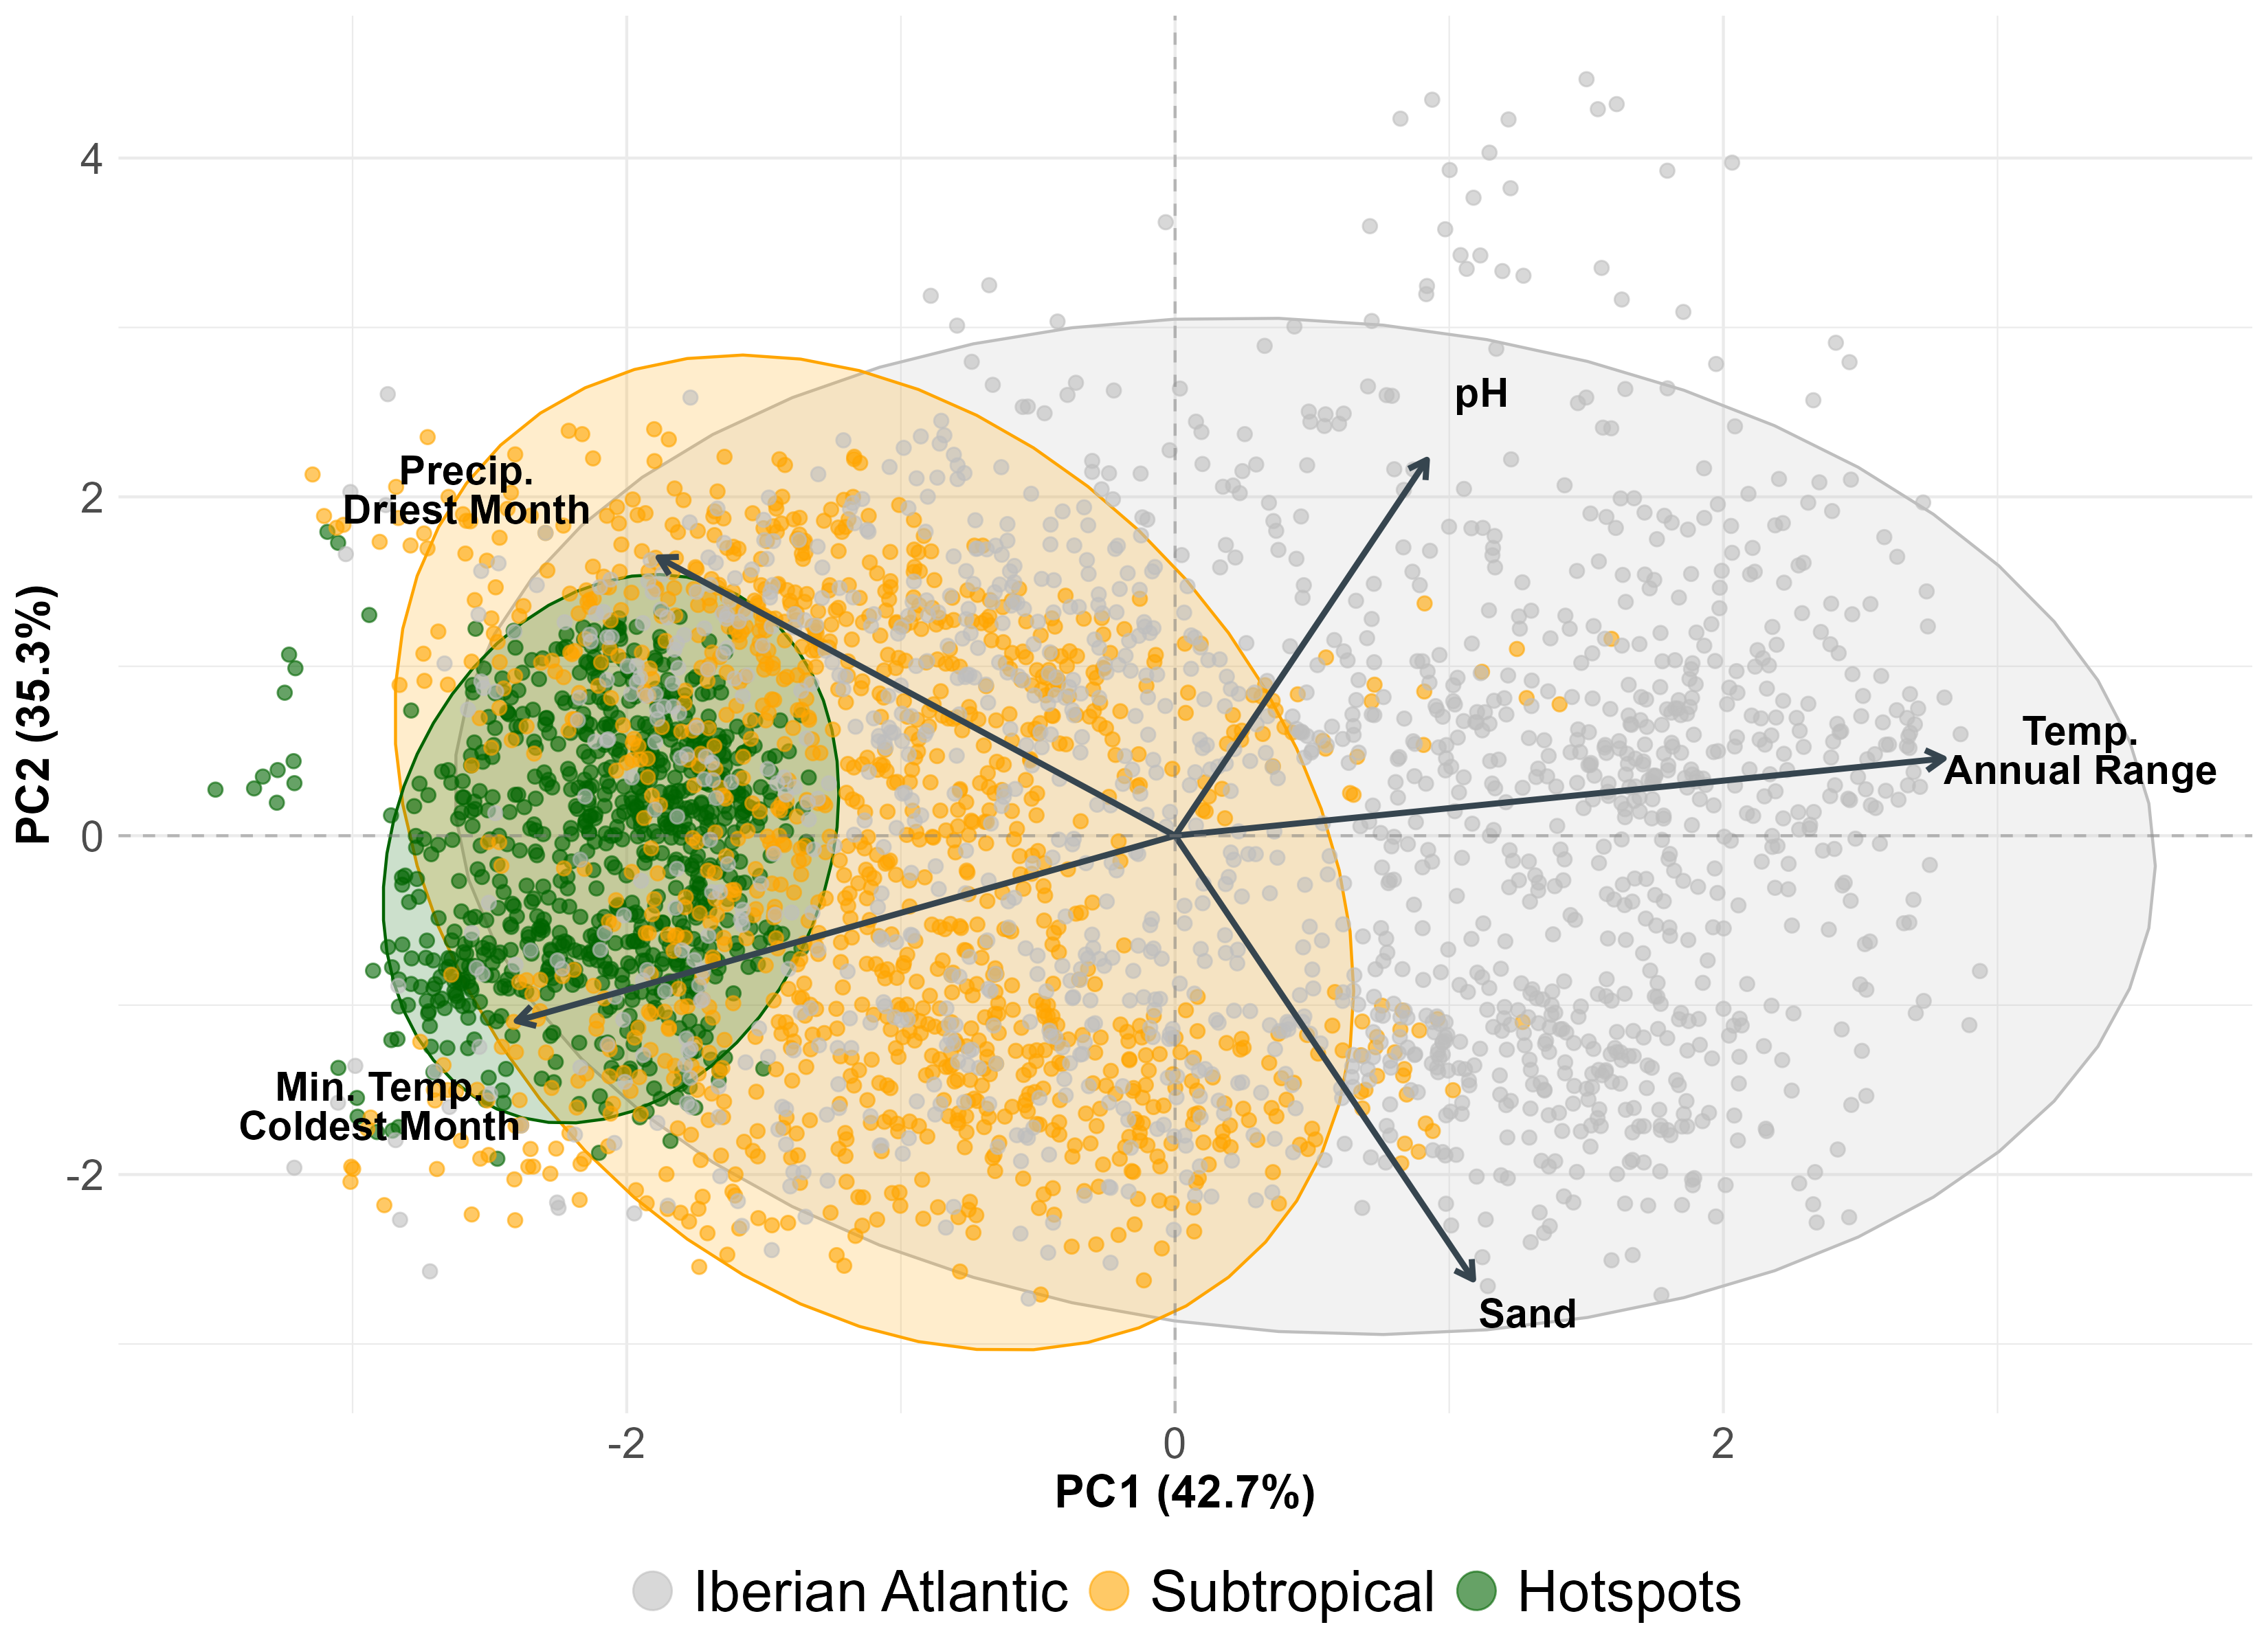 4
2
0
-2
PC2 (35.3%)
pH
Precip.
Driest Month
Temp.
Annual Range
Min. Temp.
Coldest Month
Sand
-2
0
2
PC1 (42.7%)
Iberian Atlantic
Subtropical
Hotspots